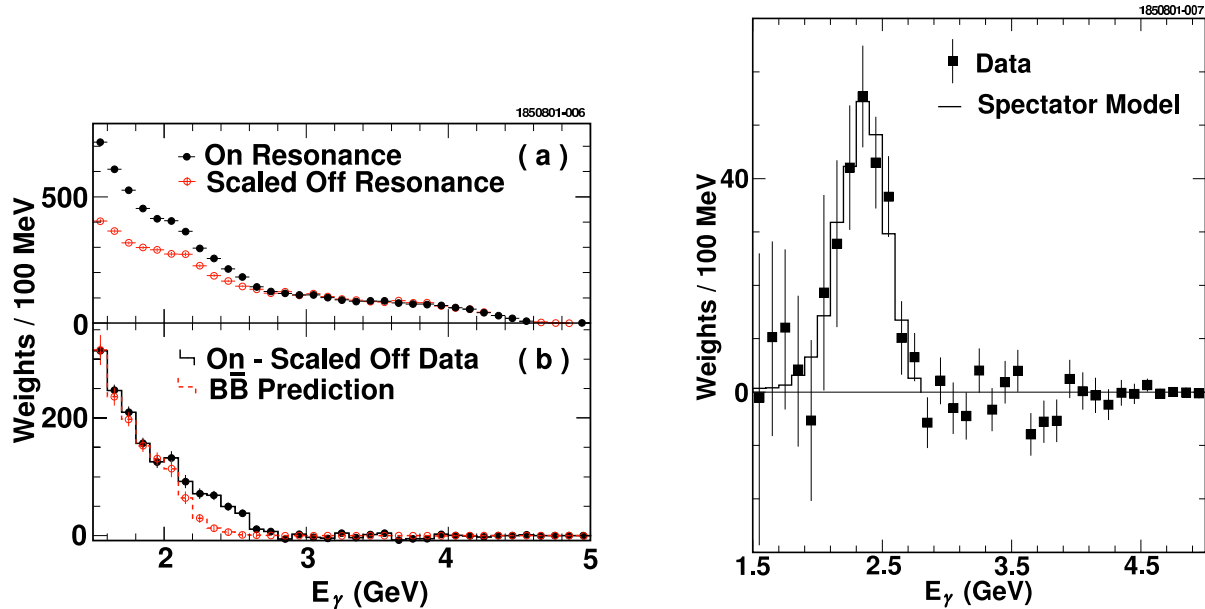 1850801-006
( a )
On Resonance
Scaled Off Resonance
500
0
( b )
On - Scaled Off Data
BB̅ Prediction
200
0
2 3 4 5
Weights / 100 MeV
Eγ (GeV)
1850801-007
Data
Spectator Model
40
0
-20
1.5 2.5 3.5 4.5
Weights / 100 MeV
Eγ (GeV)